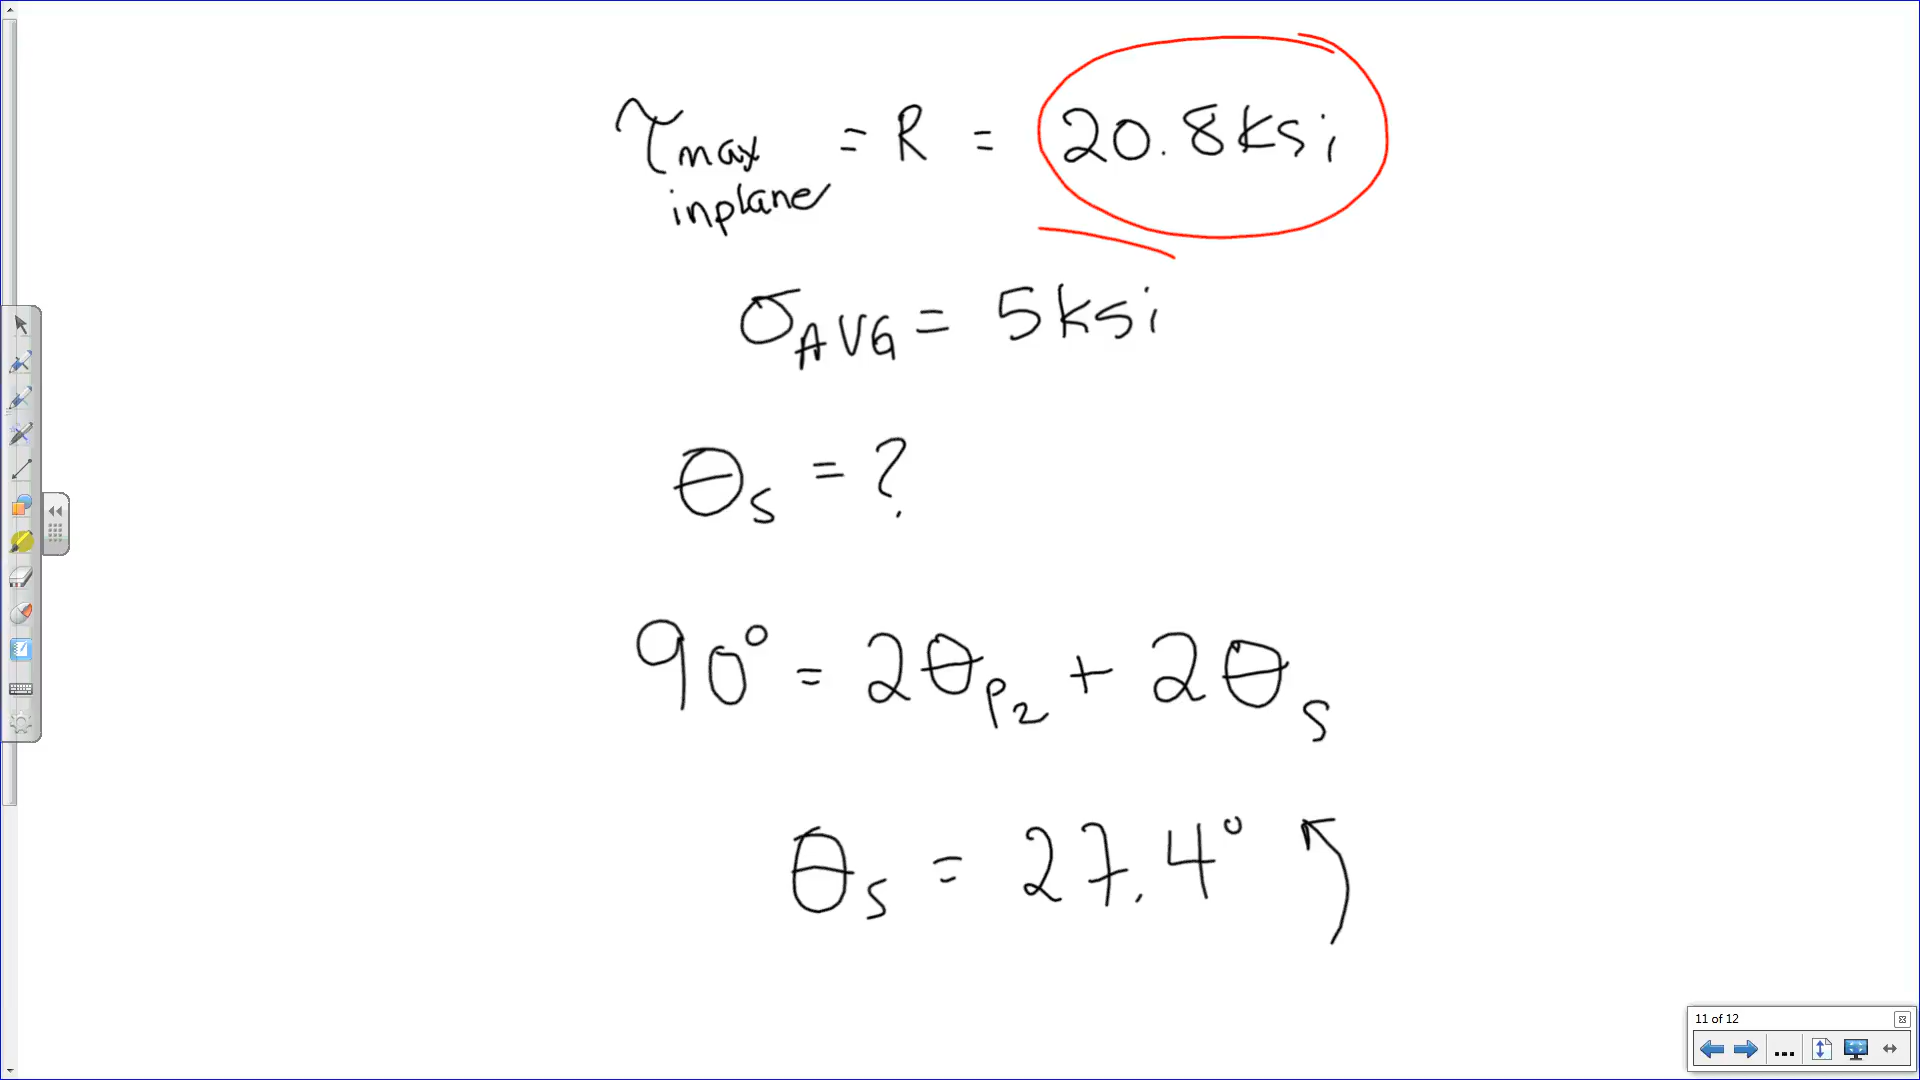 τmax inplane = R = 20.8ksi
σAVG = 5ksi
θs = ?
90° = 2θp2 + 2θs
θs = 27.4°
11 of 12